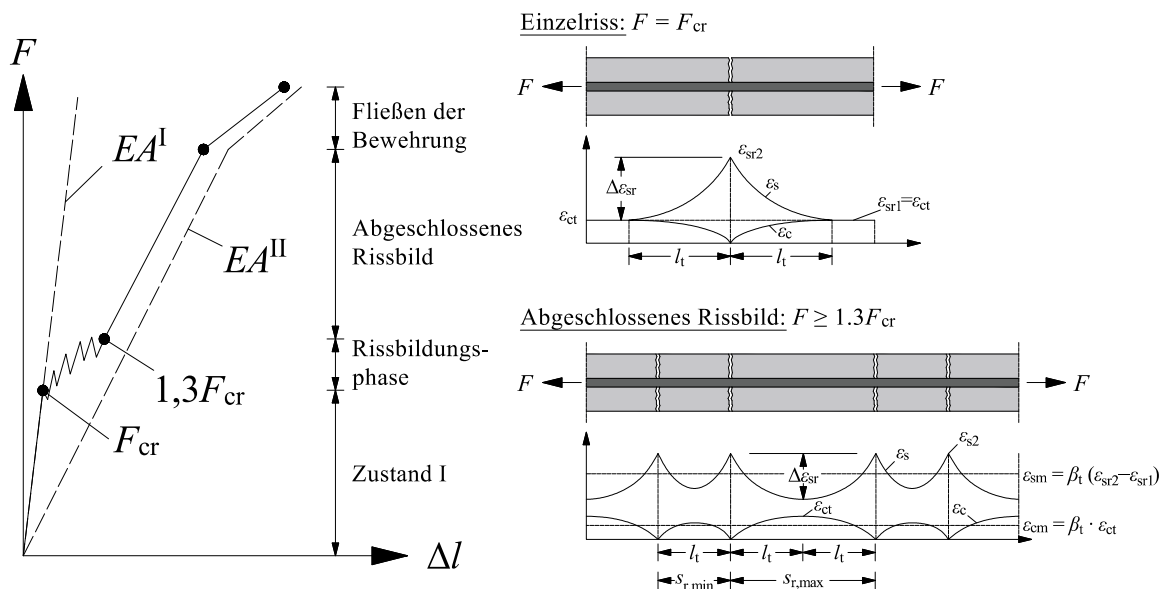 F
EA^I
EA^II
1,3F_cr
F_cr
Δl
Fließen der
Bewehrung
Abgeschlossenes
Rissbild
Rissbildungs-
phase
Zustand I
Einzelriss: F = F_cr
F
F
ε_sr2
Δε_sr
ε_s
ε_sr1=ε_ct
ε_ct
ε_c
l_t
l_t
Abgeschlossenes Rissbild: F ≥ 1.3F_cr
F
F
ε_s
ε_s2
Δε_sr
ε_sm = β_t (ε_sr2−ε_sr1)
ε_ct
ε_c
ε_cm = β_t · ε_ct
l_t
l_t
l_t
s_r,min
s_r,max